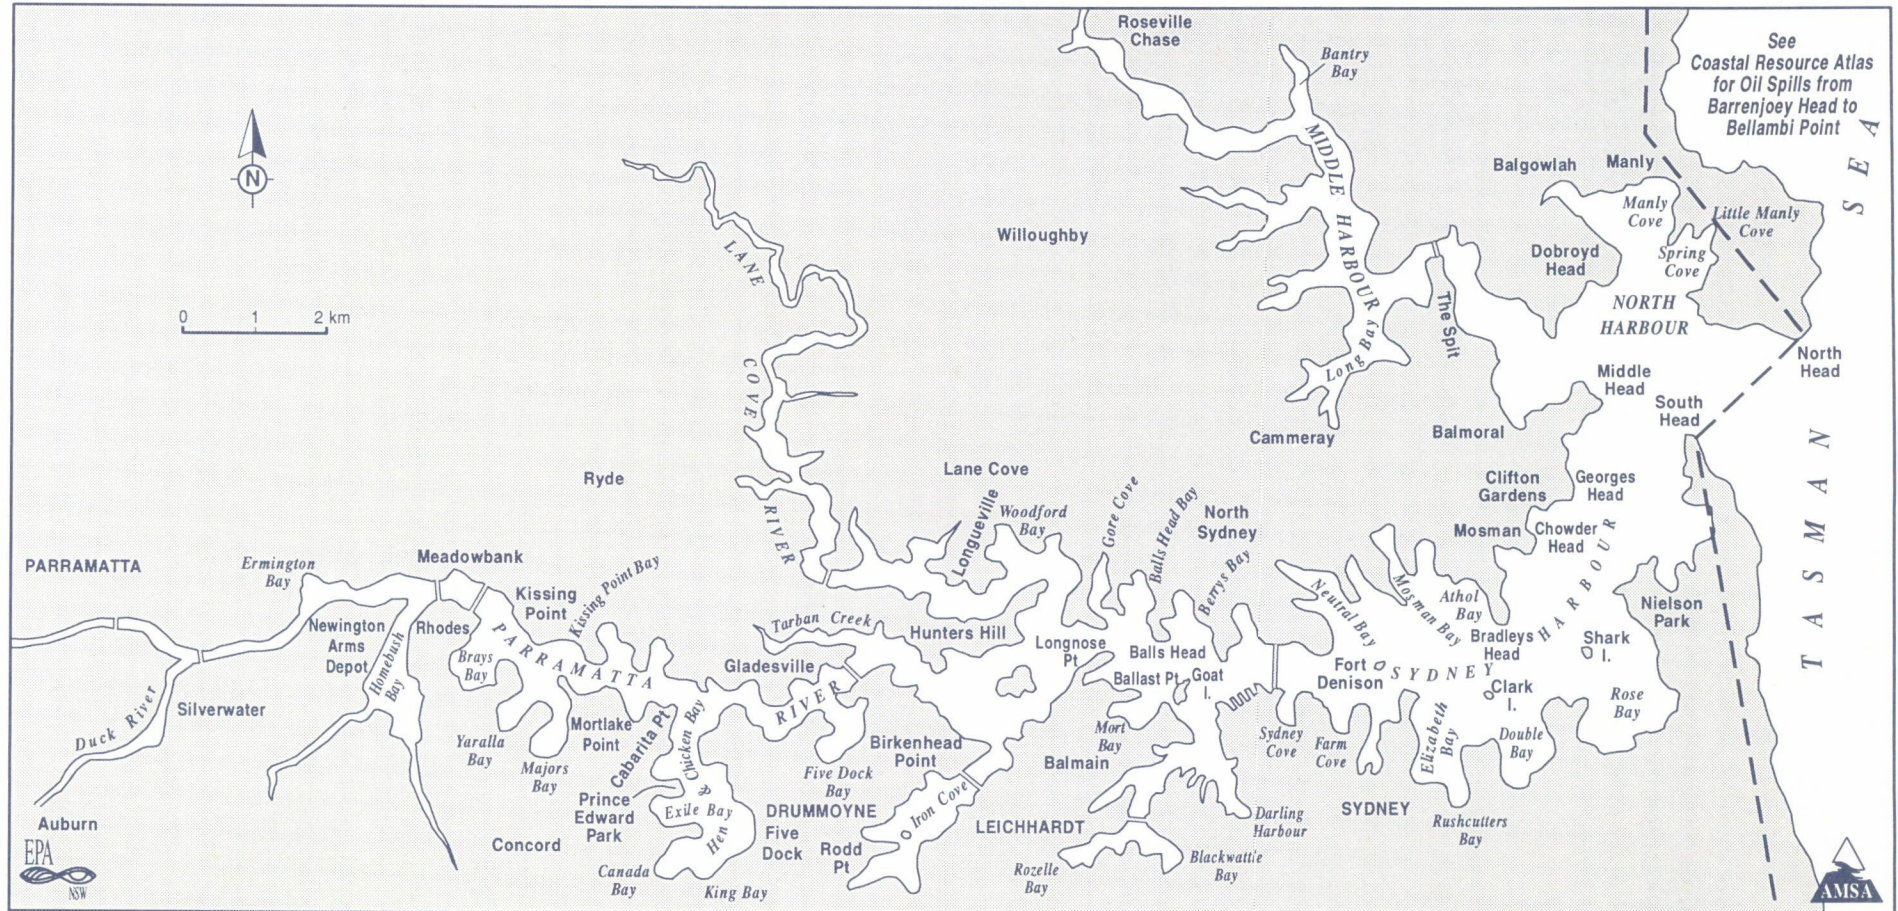 Roseville
Chase
Bantry
Bay
See
Coastal Resource Atlas
for Oil Spills from
Barrenjoey Head to
Bellambi Point
N
0 1 2 km
MIDDLE HARBOUR
Balgowlah
Manly
Manly
Cove
Little Manly
Cove
Spring
Cove
Dobroyd
Head
NORTH
HARBOUR
Willoughby
LANE COVE RIVER
The Spit
Long Bay
North
Head
Middle
Head
South
Head
TASMAN SEA
Cammeray
Balmoral
Ryde
Lane Cove
Longueville
Woodford
Bay
Gore Cove
Balls Head Bay
North
Sydney
Berrys Bay
Clifton
Gardens
Georges
Head
Mosman
Chowder
Head
PARRAMATTA
Ermington
Bay
Meadowbank
Kissing
Point
Kissing Point Bay
Newington
Arms
Depot
Rhodes
Homebush
Bay
Brays
Bay
PARRAMATTA RIVER
Tarban Creek
Hunters Hill
Gladesville
Longnose
Pt
Balls Head
Ballast Pt
Goat
I.
Neutral Bay
Mosman Bay
Athol
Bay
Bradleys
Head
SYDNEY HARBOUR
Shark
I.
Nielson
Park
Fort
Denison
Clark
I.
Rose
Bay
Duck River
Silverwater
Yaralla
Bay
Majors
Bay
Mortlake
Point
Cabarita Pt
Hen & Chicken Bay
Five Dock
Bay
Birkenhead
Point
Mort
Bay
Balmain
Sydney
Cove
Farm
Cove
Elizabeth
Bay
Double
Bay
Prince
Edward
Park
Exile Bay
DRUMMOYNE
Five
Dock
Iron Cove
LEICHHARDT
Darling
Harbour
SYDNEY
Rushcutters
Bay
Auburn
Concord
Canada
Bay
King Bay
Rodd
Pt
Rozelle
Bay
Blackwattle
Bay
EPA
NSW
AMSA